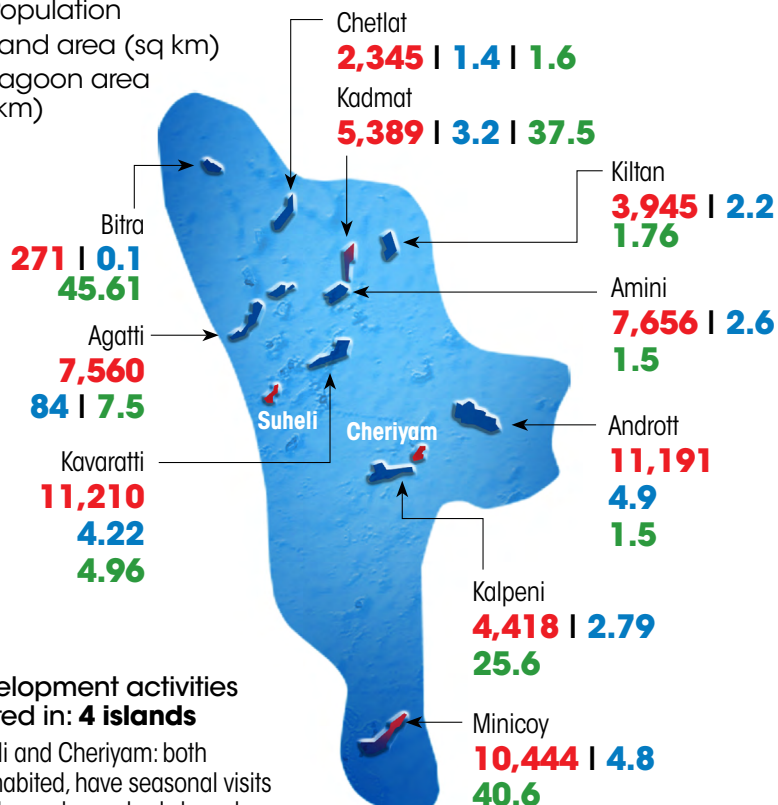 opulation
and area (sq km)
agoon area
km)
Chetlat
2,345 | 1.4 | 1.6
Kadmat
5,389 | 3.2 | 37.5
Kiltan
3,945 | 2.2
1.76
Bitra
271 | 0.1
45.61
Amini
7,656 | 2.6
1.5
Agatti
7,560
84 | 7.5
Suheli
Cheriyam
Andrott
11,191
4.9
1.5
Kavaratti
11,210
4.22
4.96
Kalpeni
4,418 | 2.79
25.6
elopment activities
red in: 4 islands
li and Cheriyam: both
habited, have seasonal visits
Minicoy
10,444 | 4.8
40.6